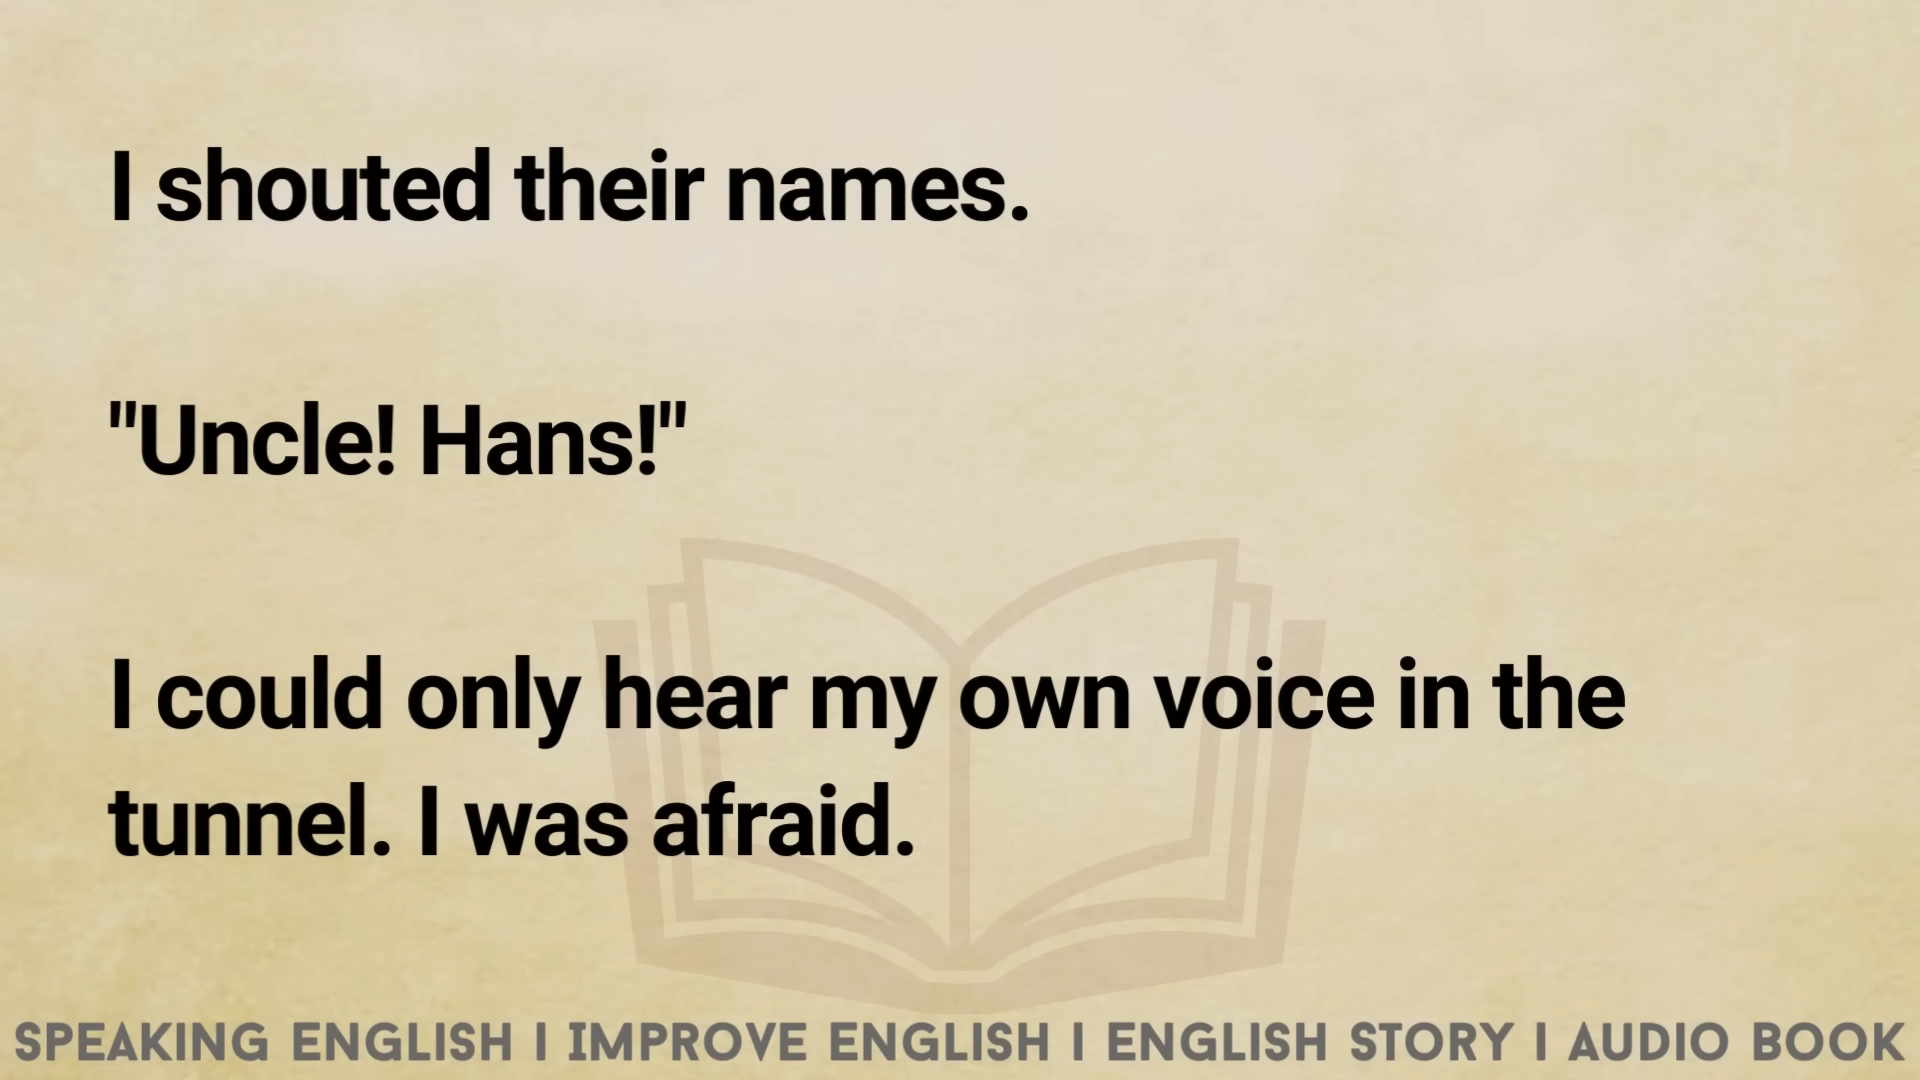 I shouted their names.
"Uncle! Hans!"
I could only hear my own voice in the
tunnel. I was afraid.
SPEAKING ENGLISH I IMPROVE ENGLISH I ENGLISH STORY I AUDIO BOOK